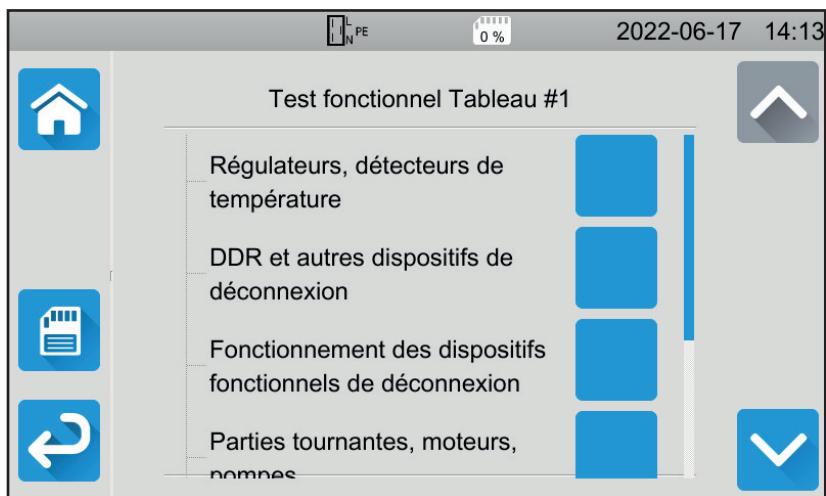 L
N PE
0 %
2022-06-17 14:13
Test fonctionnel Tableau #1
Régulateurs, détecteurs de
température
DDR et autres dispositifs de
déconnexion
Fonctionnement des dispositifs
fonctionnels de déconnexion
Parties tournantes, moteurs,
pompes